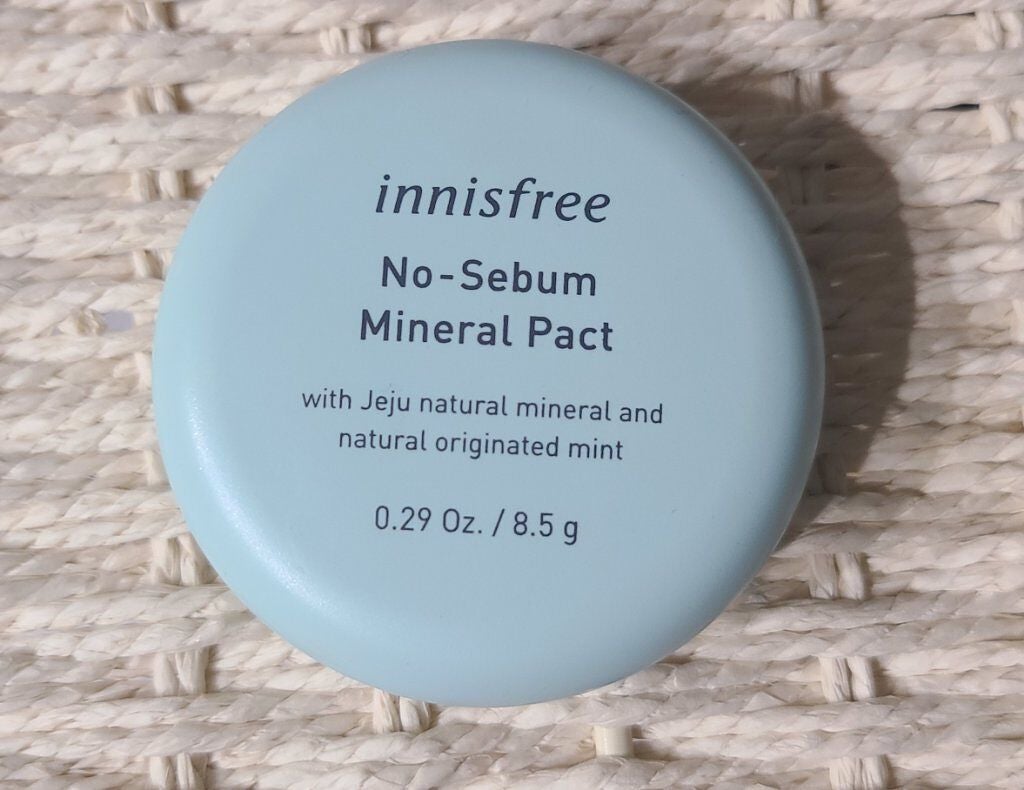 innisfree
No-Sebum
Mineral Pact
with Jeju natural mineral and
natural originated mint
0.29 Oz. / 8.5 g